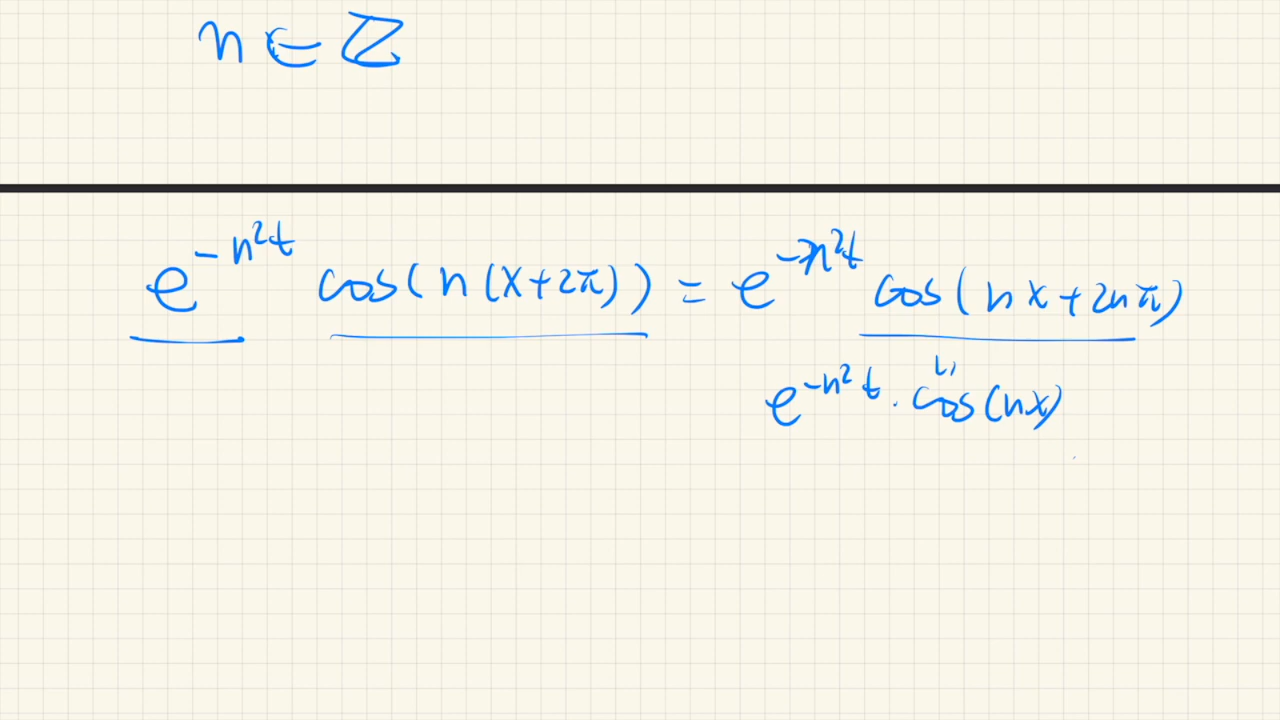 n ∈ Z
e^{-n²t} cos(n(x+2π)) = e^{-n²t} cos(nx+2nπ)
e^{-n²t} · cos(nx)